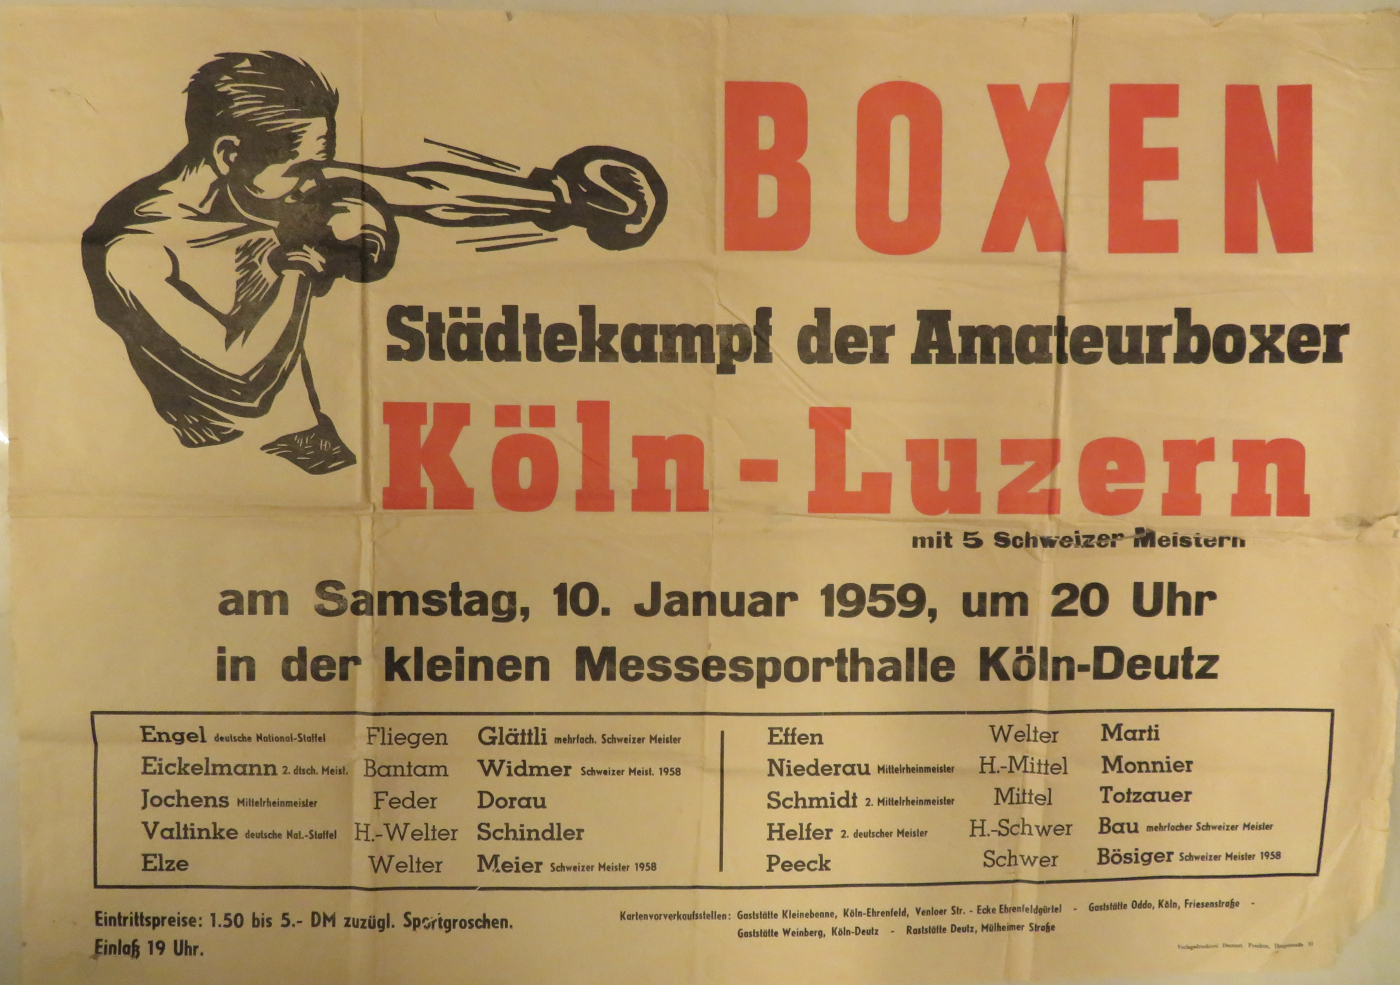 BOXEN
Städtekampf der Amateurboxer
Köln-Luzern
mit 5 Schweizer Meistern
am Samstag, 10. Januar 1959, um 20 Uhr
in der kleinen Messesporthalle Köln-Deutz
Engel deutsche National-Staffel Fliegen Glättli mehrfach. Schweizer Meister
Eickelmann 2. dtsch. Meist. Bantam Widmer Schweizer Meist. 1958
Jochens Mittelrheinmeister Feder Dorau
Valtinke deutsche Nat.-Staffel H.-Welter Schindler
Elze Welter Meier Schweizer Meister 1958
Effen Welter Marti
Niederau Mittelrheinmeister H.-Mittel Monnier
Schmidt 2. Mittelrheinmeister Mittel Totzauer
Helfer 2. deutscher Meister H.-Schwer Bau mehrfacher Schweizer Meister
Peeck Schwer Bösiger Schweizer Meister 1958
Eintrittspreise: 1.50 bis 5.- DM zuzügl. Sportgroschen.
Einlaß 19 Uhr.
Kartenvorverkaufsstellen: Gaststätte Kleinebenne, Köln-Ehrenfeld, Venloer Str. - Ecke Ehrenfeldgürtel - Gaststätte Oddo, Köln, Friesenstraße -
Gaststätte Weinberg, Köln-Deutz - Raststätte Deutz, Mülheimer Straße